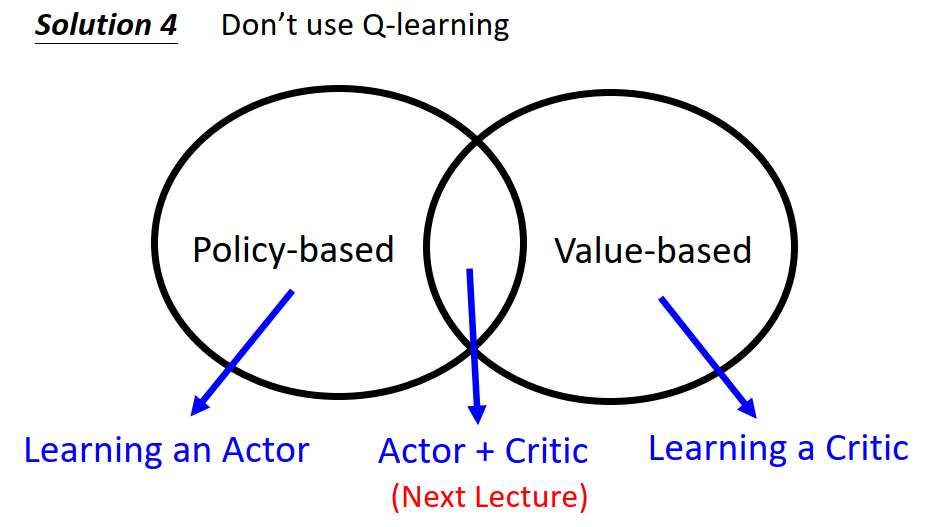 Solution 4 Don’t use Q-learning
Policy-based
Value-based
Learning an Actor
Actor + Critic
(Next Lecture)
Learning a Critic